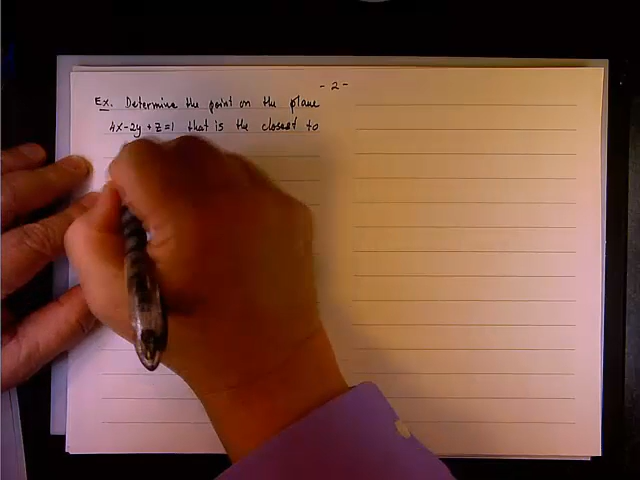 - 2 -
Ex. Determine the point on the plane
4x-2y+z=1 that is the closest to